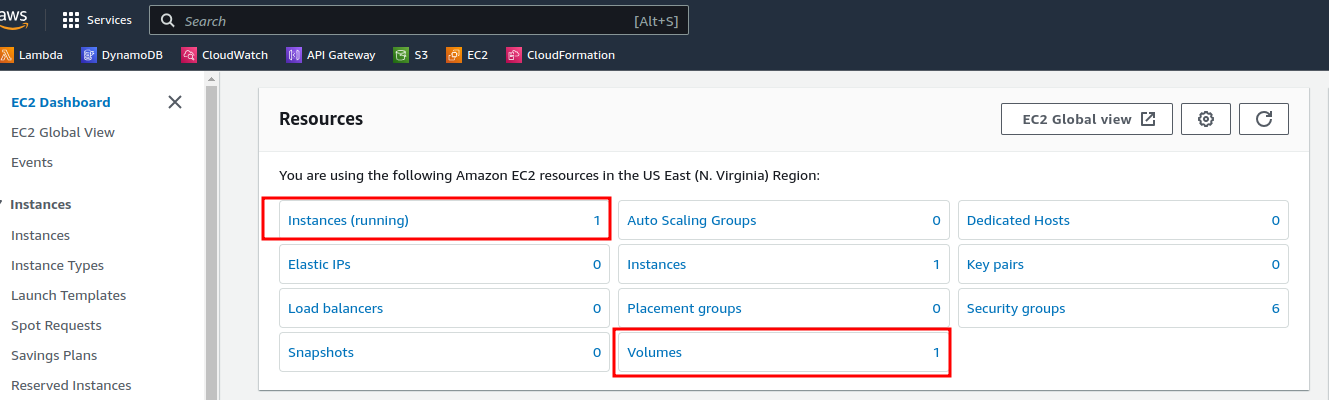 aws
Services
Search
[Alt+S]
Lambda
DynamoDB
CloudWatch
API Gateway
S3
EC2
CloudFormation
EC2 Dashboard
EC2 Global View
Events
Instances
Instances
Instance Types
Launch Templates
Spot Requests
Savings Plans
Reserved Instances
Resources
EC2 Global view
You are using the following Amazon EC2 resources in the US East (N. Virginia) Region:
Instances (running) 1
Auto Scaling Groups 0
Dedicated Hosts 0
Elastic IPs 0
Instances 1
Key pairs 0
Load balancers 0
Placement groups 0
Security groups 6
Snapshots 0
Volumes 1